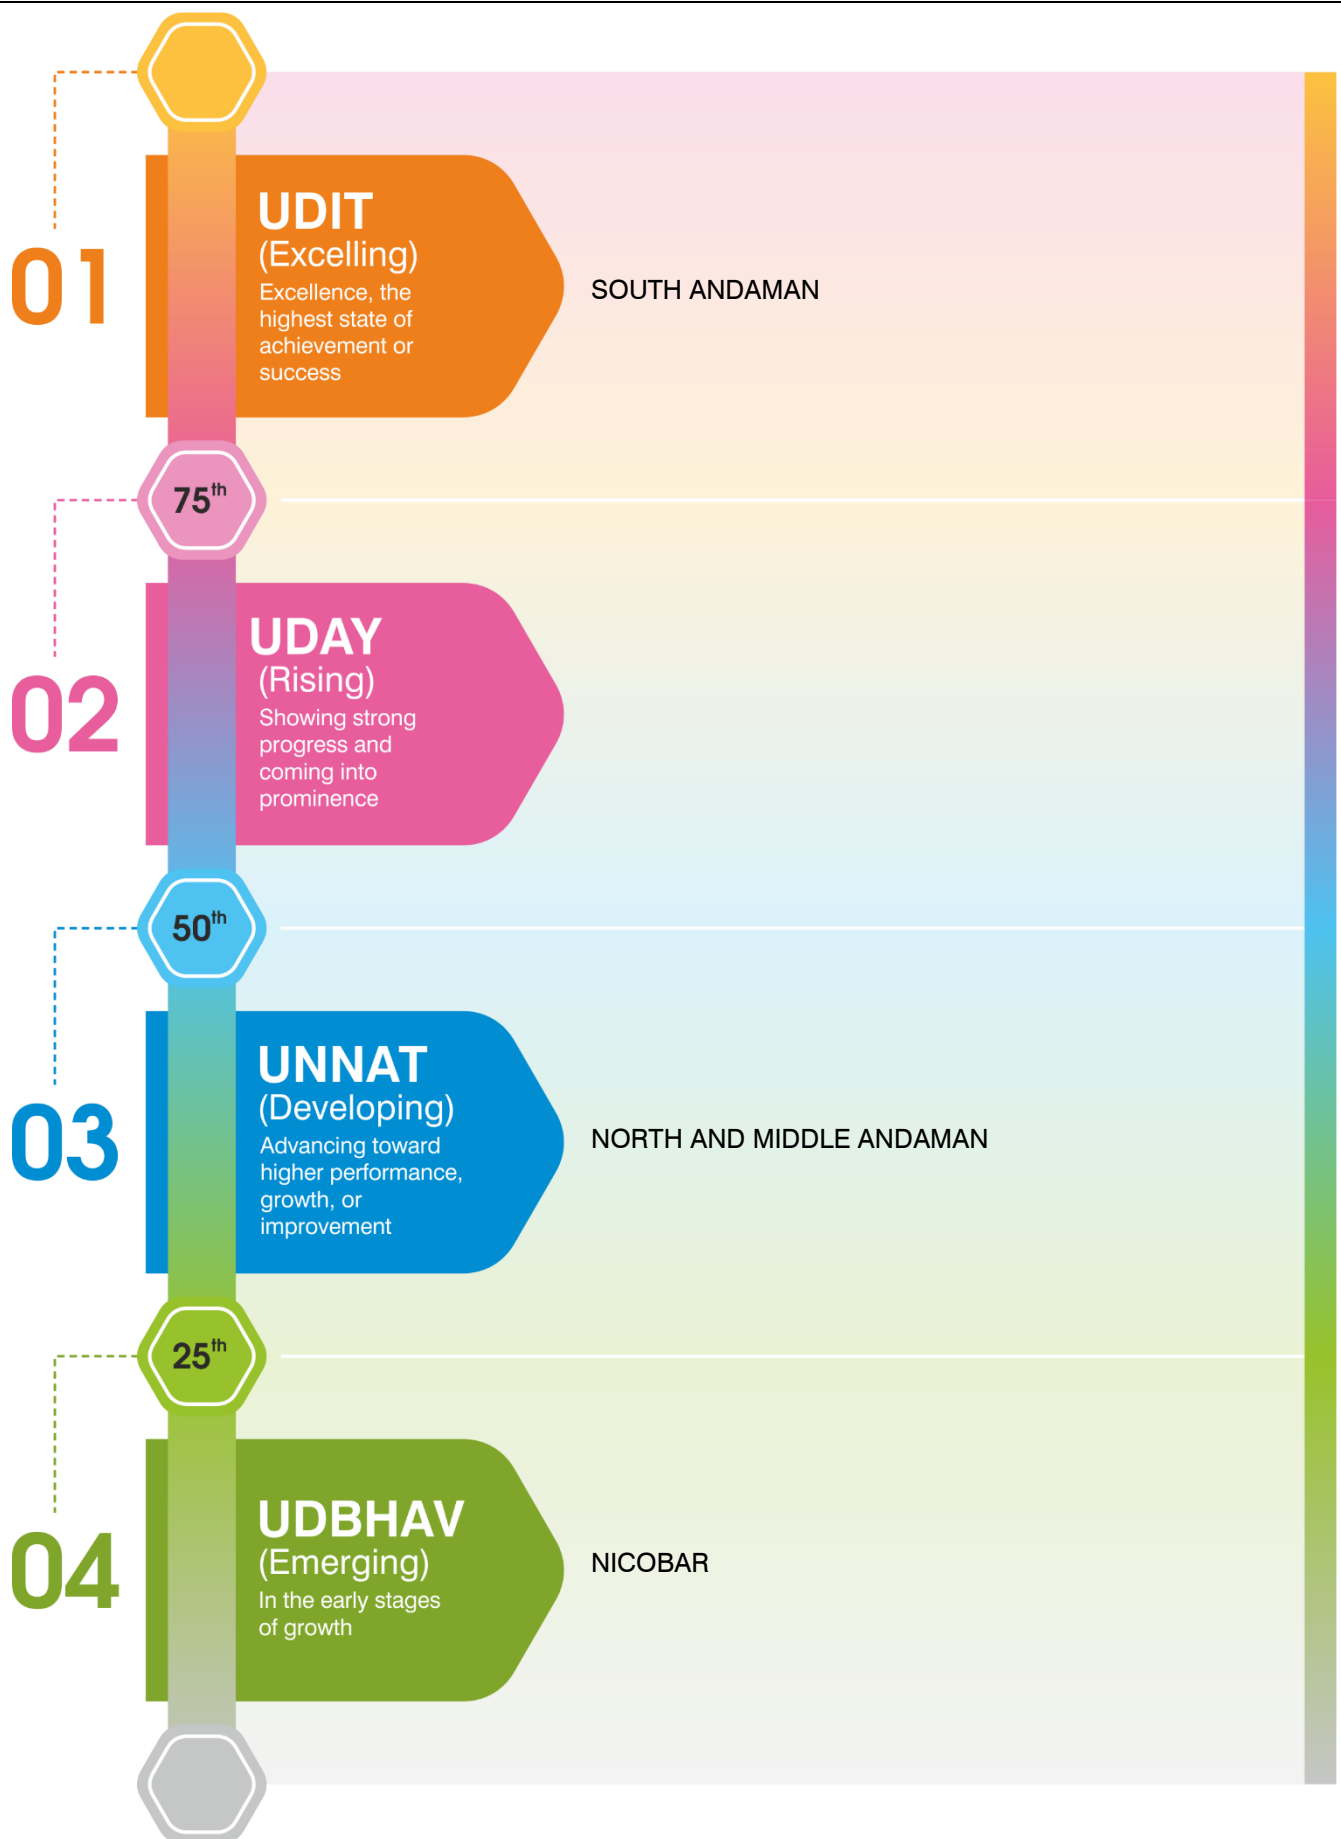 01
UDIT
(Excelling)
Excellence, the
highest state of
achievement or
success
SOUTH ANDAMAN
75th
02
UDAY
(Rising)
Showing strong
progress and
coming into
prominence
50th
03
UNNAT
(Developing)
Advancing toward
higher performance,
growth, or
improvement
NORTH AND MIDDLE ANDAMAN
25th
04
UDBHAV
(Emerging)
In the early stages
of growth
NICOBAR